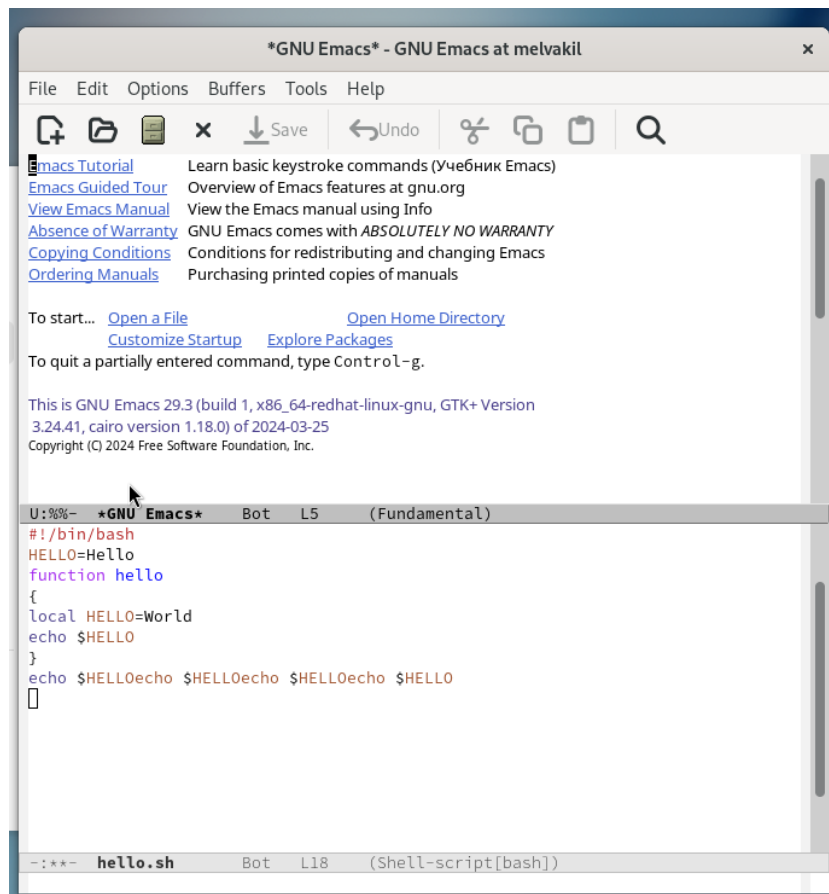 *GNU Emacs* - GNU Emacs at melvakil ×
File Edit Options Buffers Tools Help
Save Undo
Emacs Tutorial Learn basic keystroke commands (Учебник Emacs)
Emacs Guided Tour Overview of Emacs features at gnu.org
View Emacs Manual View the Emacs manual using Info
Absence of Warranty GNU Emacs comes with ABSOLUTELY NO WARRANTY
Copying Conditions Conditions for redistributing and changing Emacs
Ordering Manuals Purchasing printed copies of manuals
To start... Open a File Open Home Directory
Customize Startup Explore Packages
To quit a partially entered command, type Control-g.
This is GNU Emacs 29.3 (build 1, x86_64-redhat-linux-gnu, GTK+ Version
3.24.41, cairo version 1.18.0) of 2024-03-25
Copyright (C) 2024 Free Software Foundation, Inc.
U:%%- *GNU Emacs* Bot L5 (Fundamental)
#!/bin/bash
HELLO=Hello
function hello
{
local HELLO=World
echo $HELLO
}
echo $HELLOecho $HELLOecho $HELLOecho $HELLO
-:**- hello.sh Bot L18 (Shell-script[bash])